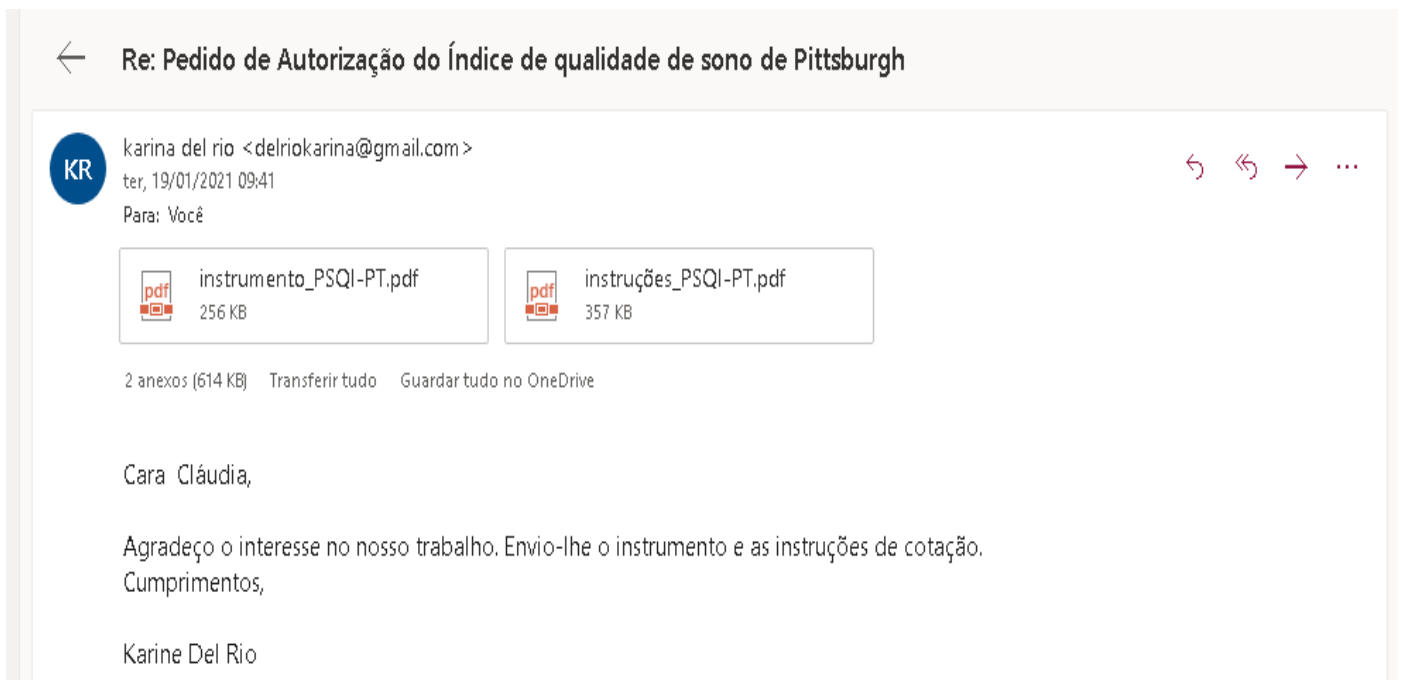 Re: Pedido de Autorização do Índice de qualidade de sono de Pittsburgh
KR
karina del rio <delriokarina@gmail.com>
ter, 19/01/2021 09:41
Para: Você
pdf
instrumento_PSQI-PT.pdf
256 KB
pdf
instruções_PSQI-PT.pdf
357 KB
2 anexos (614 KB) Transferir tudo Guardar tudo no OneDrive
Cara Cláudia,
Agradeço o interesse no nosso trabalho. Envio-lhe o instrumento e as instruções de cotação.
Cumprimentos,
Karine Del Rio